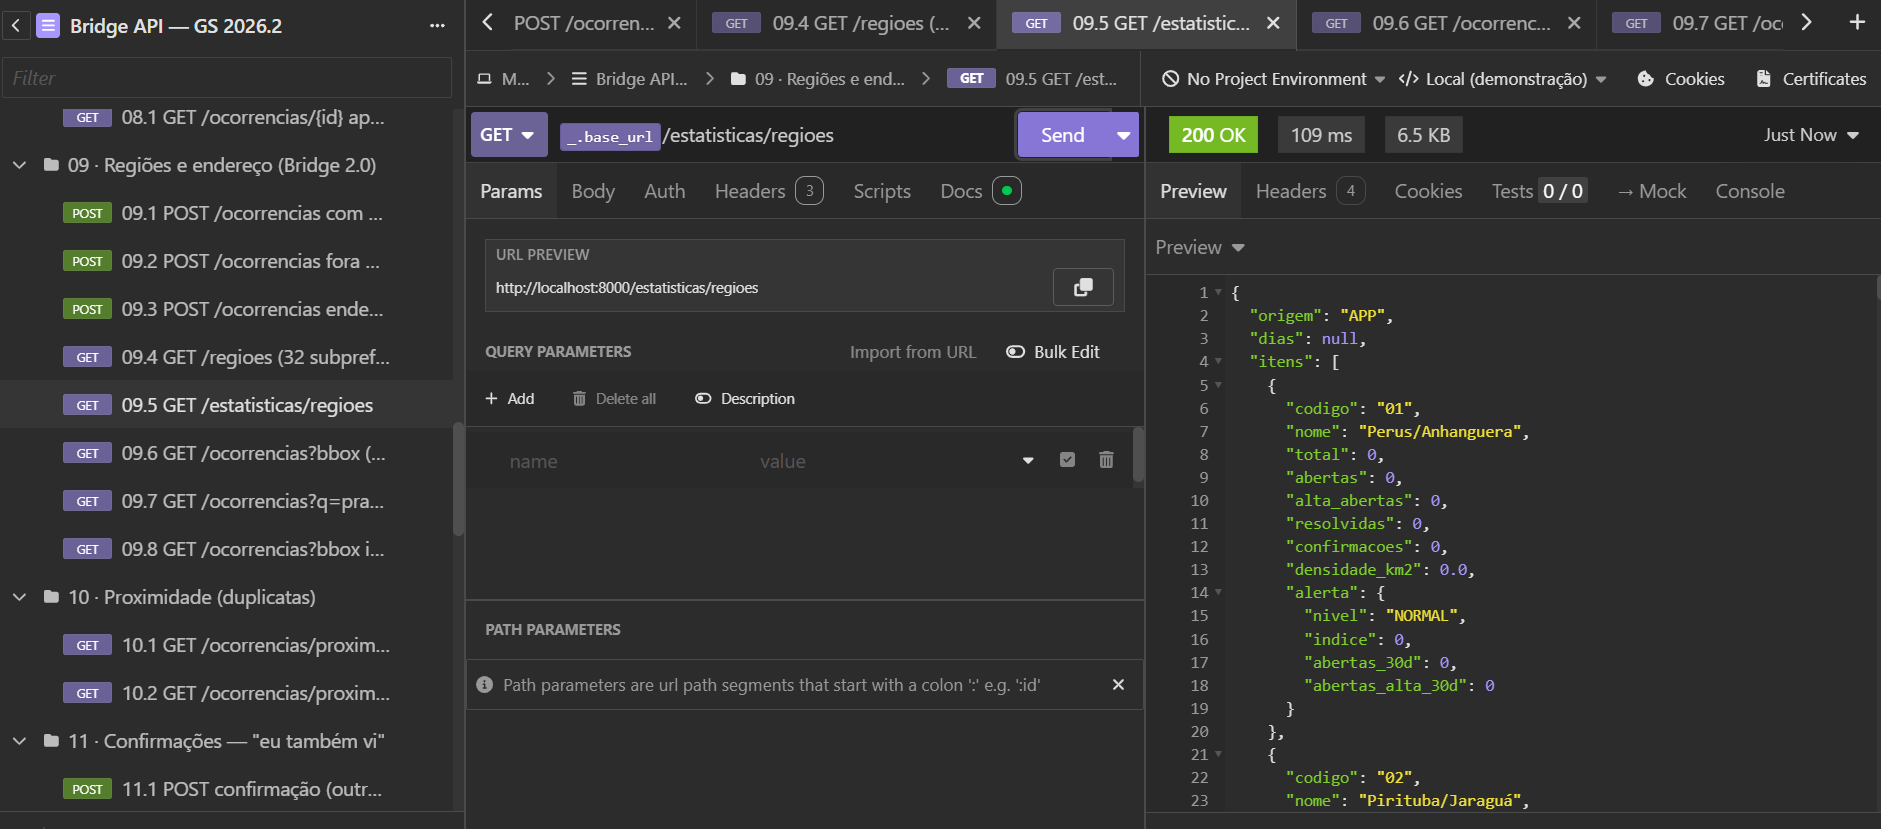 Bridge API — GS 2026.2
Filter
GET 08.1 GET /ocorrencias/{id} ap...
09 · Regiões e endereço (Bridge 2.0)
POST 09.1 POST /ocorrencias com ...
POST 09.2 POST /ocorrencias fora ...
POST 09.3 POST /ocorrencias ende...
GET 09.4 GET /regioes (32 subpref...
GET 09.5 GET /estatisticas/regioes
GET 09.6 GET /ocorrencias?bbox (...
GET 09.7 GET /ocorrencias?q=pra...
GET 09.8 GET /ocorrencias?bbox i...
10 · Proximidade (duplicatas)
GET 10.1 GET /ocorrencias/proxim...
GET 10.2 GET /ocorrencias/proxim...
11 · Confirmações — "eu também vi"
POST 11.1 POST confirmação (outr...
POST /ocorren...
GET 09.4 GET /regioes (...
GET 09.5 GET /estatistic...
GET 09.6 GET /ocorrenc...
GET 09.7 GET /oc
M... > Bridge API... > 09 · Regiões e end... > GET 09.5 GET /est...
No Project Environment
</> Local (demonstração)
Cookies
Certificates
GET _.base_url /estatisticas/regioes Send
Params Body Auth Headers 3 Scripts Docs
URL PREVIEW
http://localhost:8000/estatisticas/regioes
QUERY PARAMETERS Import from URL Bulk Edit
+ Add Delete all Description
name value
PATH PARAMETERS
Path parameters are url path segments that start with a colon ':' e.g. ':id'
200 OK 109 ms 6.5 KB Just Now
Preview Headers 4 Cookies Tests 0 / 0 → Mock Console
Preview
1 {
2 "origem": "APP",
3 "dias": null,
4 "itens": [
5 {
6 "codigo": "01",
7 "nome": "Perus/Anhanguera",
8 "total": 0,
9 "abertas": 0,
10 "alta_abertas": 0,
11 "resolvidas": 0,
12 "confirmacoes": 0,
13 "densidade_km2": 0.0,
14 "alerta": {
15 "nivel": "NORMAL",
16 "indice": 0,
17 "abertas_30d": 0,
18 "abertas_alta_30d": 0
19 }
20 },
21 {
22 "codigo": "02",
23 "nome": "Pirituba/Jaraguá",